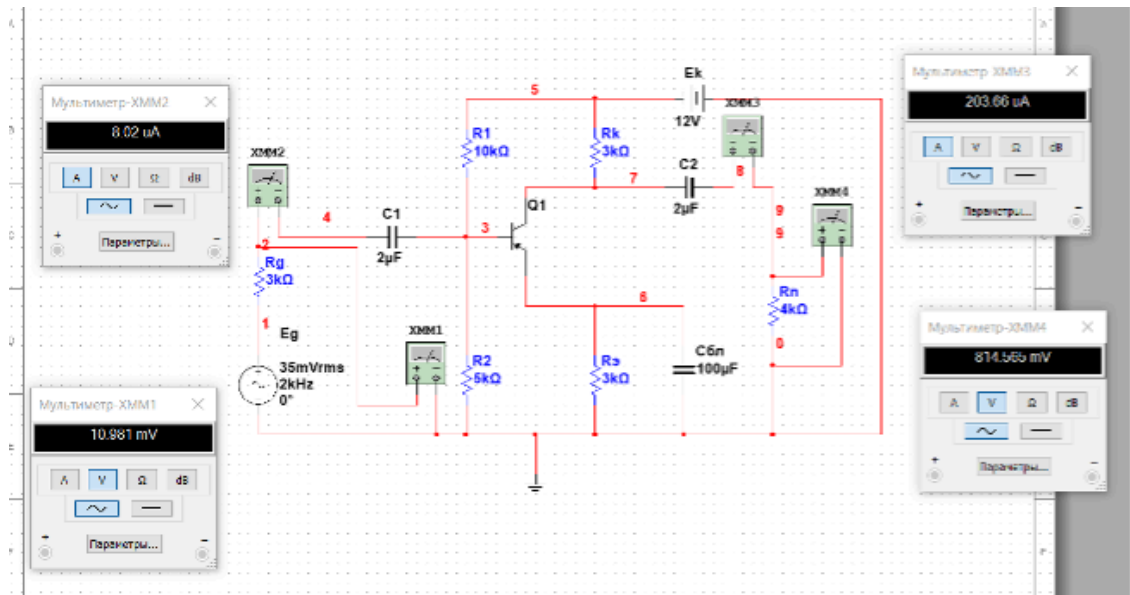 Мультиметр-XMM2
8.02 uA
A V Ω dB
Параметры...
+ -
Мультиметр-XMM1
10.981 mV
A V Ω dB
Параметры...
+ -
XMM2
4
2
Rg
3kΩ
1
Eg
35mVrms
2kHz
0°
C1
2µF
XMM1
5
R1
10kΩ
3
R2
5kΩ
Q1
Rk
3kΩ
7
6
Rэ
3kΩ
Сбл
100µF
Ek
12V
C2
2µF
XMM3
8
9
9
XMM4
Rn
4kΩ
0
Мультиметр-XMM3
203.66 uA
A V Ω dB
Параметры...
+ -
Мультиметр-XMM4
814.565 mV
A V Ω dB
Параметры...
+ -